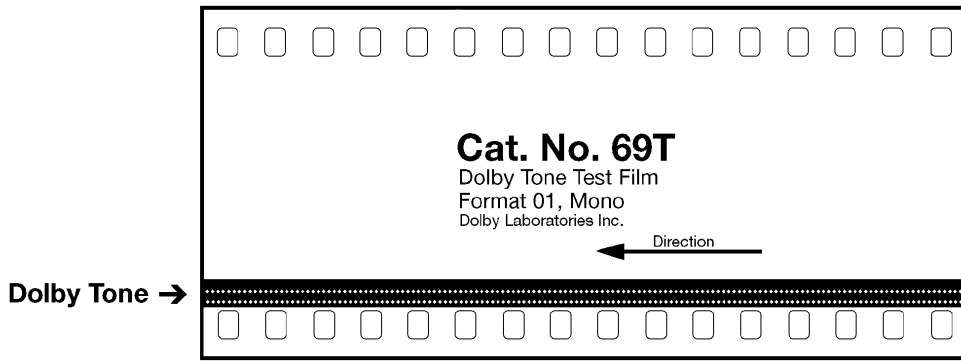 Cat. No. 69T
Dolby Tone Test Film
Format 01, Mono
Dolby Laboratories Inc.
Direction
Dolby Tone →